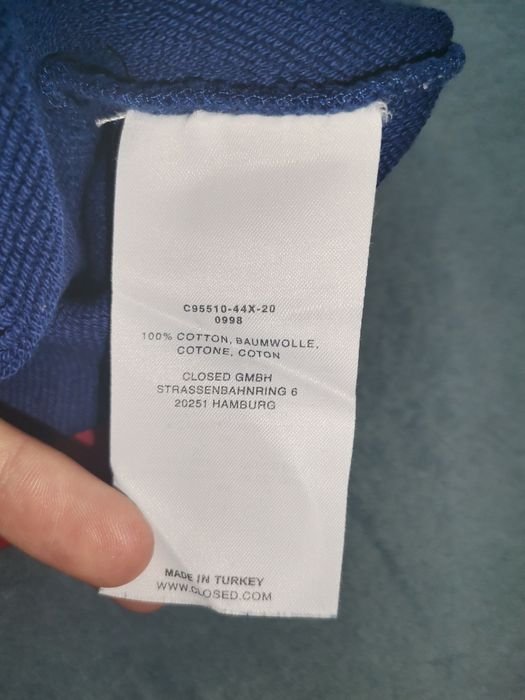 C95510-44X-20
0998
100% COTTON, BAUMWOLLE,
COTONE, COTON
CLOSED GMBH
STRASSENBAHNRING 6
20251 HAMBURG
MADE IN TURKEY
WWW.CLOSED.COM